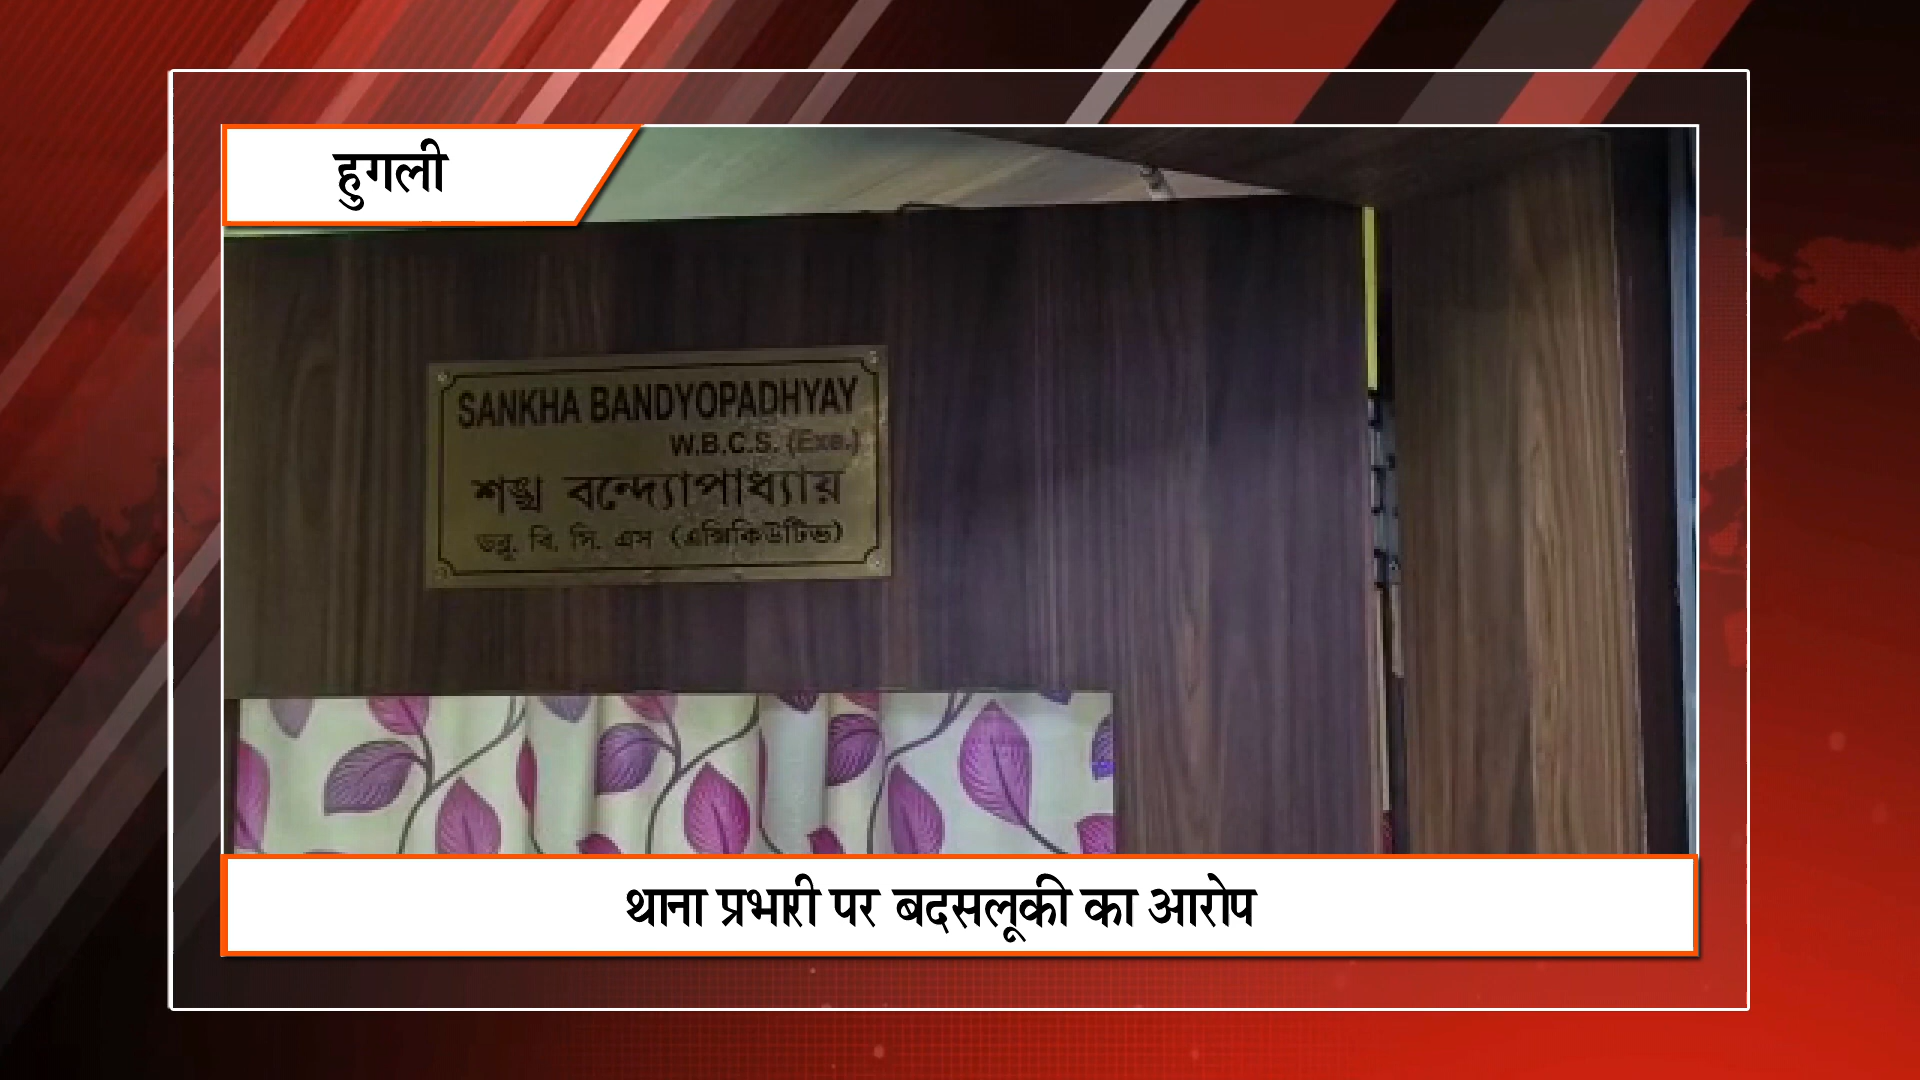 हुगली
SANKHA BANDYOPADHYAY
W.B.C.S. (Exe.)
শঙ্খ বন্দ্যোপাধ্যায়
ডব্লু. বি. সি. এস (এক্সিকিউটিভ)
थाना प्रभारी पर बदसलूकी का आरोप